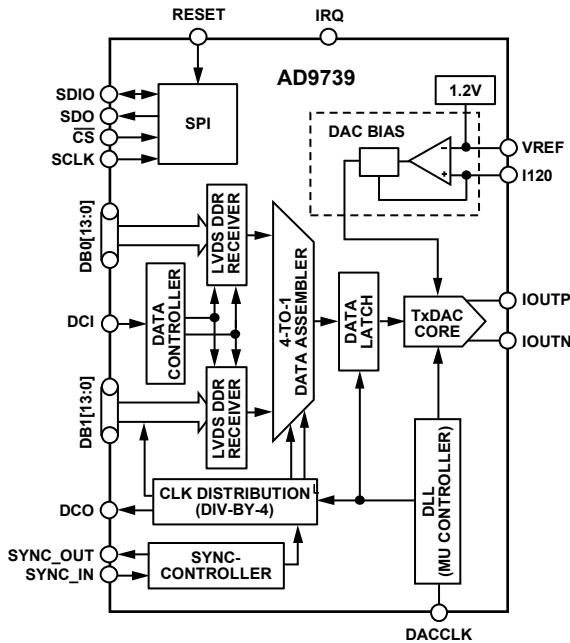 RESET
IRQ
AD9739
1.2V
SDIO
SDO
CS
SCLK
SPI
DAC BIAS
VREF
I120
DB0[13:0]
LVDS DDR
RECEIVER
4-TO-1
DATA ASSEMBLER
DCI
DATA
CONTROLLER
DATA
LATCH
TxDAC
CORE
IOUTP
IOUTN
DB1[13:0]
LVDS DDR
RECEIVER
DLL
(MU CONTROLLER)
DCO
CLK DISTRIBUTION
(DIV-BY-4)
SYNC_OUT
SYNC_IN
SYNC-
CONTROLLER
DACCLK